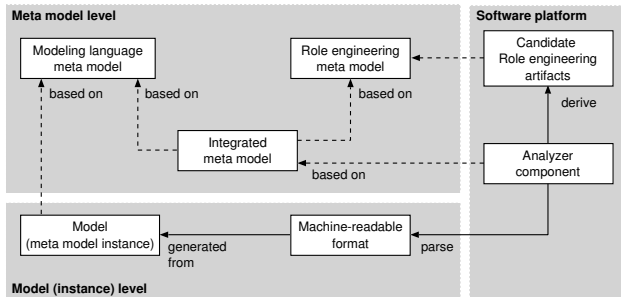 Meta model level
Software platform
Modeling language
meta model
Role engineering
meta model
Candidate
Role engineering
artifacts
based on
based on
based on
derive
Integrated
meta model
based on
Analyzer
component
Model
(meta model instance)
generated
from
Machine-readable
format
parse
Model (instance) level